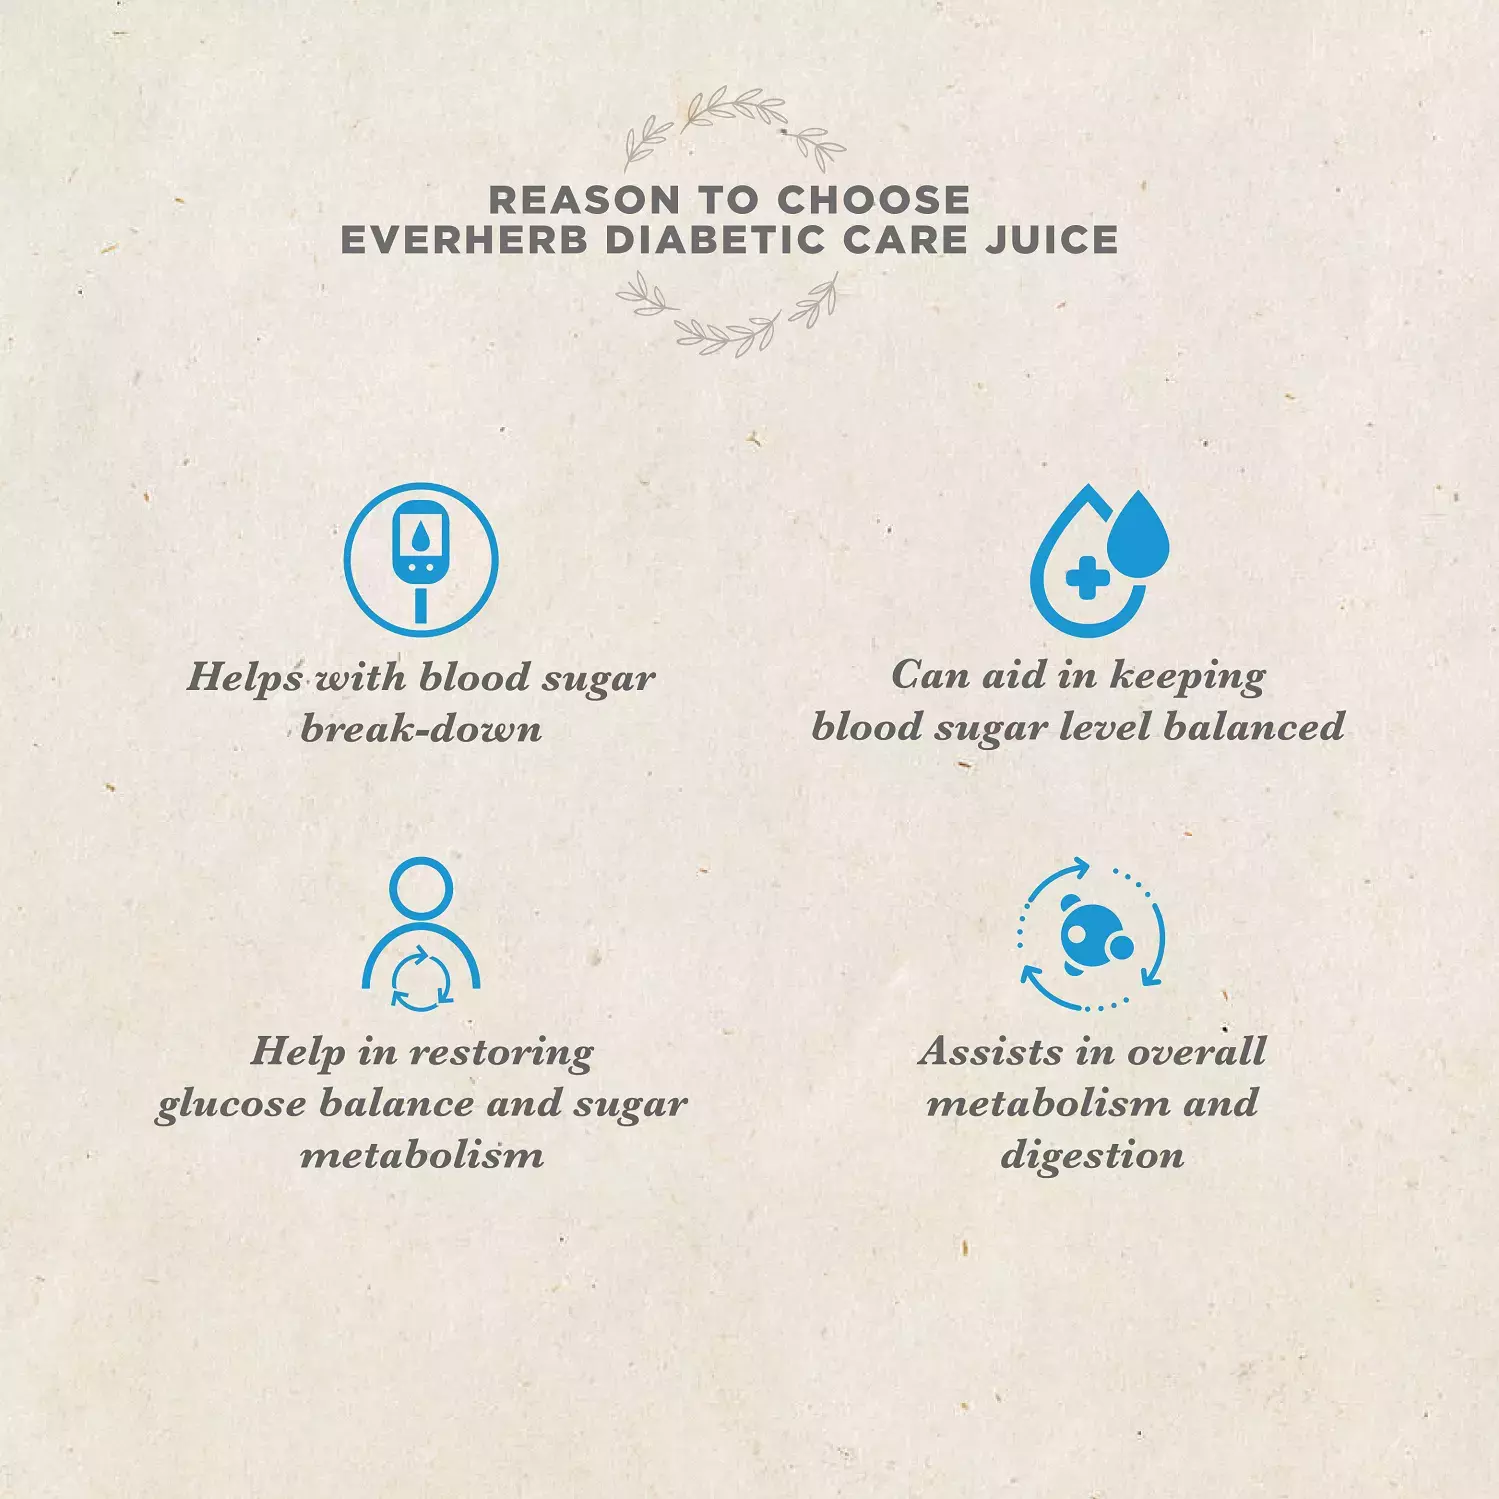 REASON TO CHOOSE
EVERHERB DIABETIC CARE JUICE
Helps with blood sugar
break-down
Can aid in keeping
blood sugar level balanced
Help in restoring
glucose balance and sugar
metabolism
Assists in overall
metabolism and
digestion